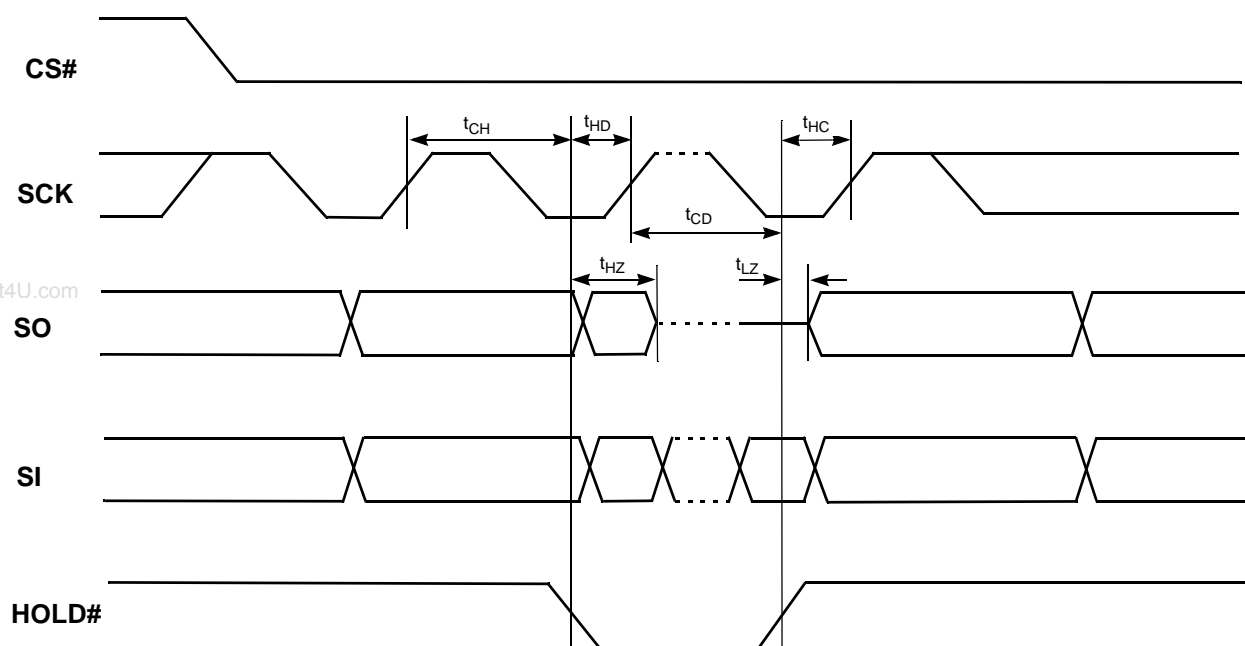 CS#
tCH
tHD
tHC
SCK
tCD
tHZ
tLZ
t4U.com
SO
SI
HOLD#